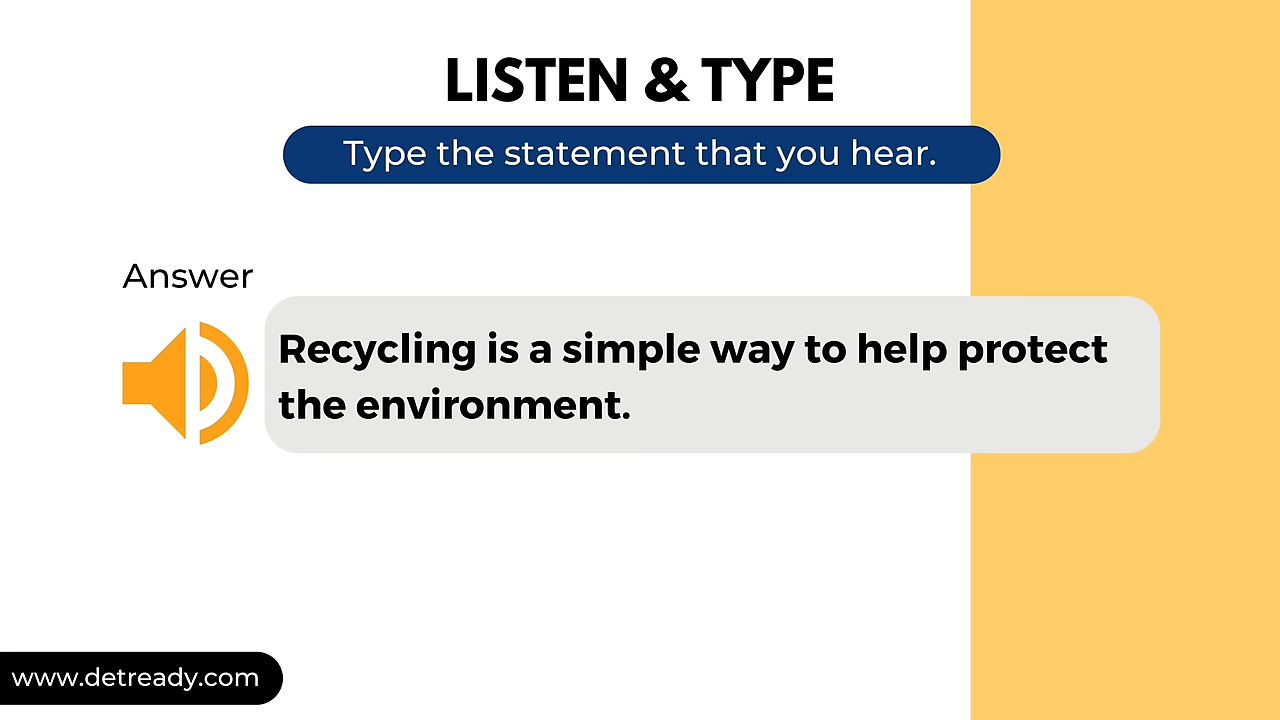 LISTEN & TYPE
Type the statement that you hear.
Answer
Recycling is a simple way to help protect
the environment.
www.detready.com